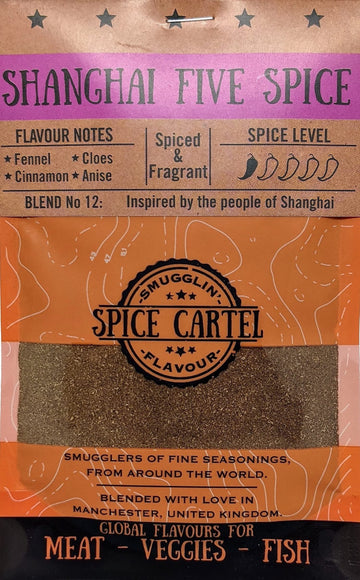 SHANGHAI FIVE SPICE
FLAVOUR NOTES
Fennel
Cloes
Cinnamon
Anise
Spiced
&
Fragrant
SPICE LEVEL
BLEND No 12:
Inspired by the people of Shanghai
SMUGGLIN'
SPICE CARTEL
FLAVOUR
SMUGGLERS OF FINE SEASONINGS,
FROM AROUND THE WORLD.
BLENDED WITH LOVE IN
MANCHESTER, UNITED KINGDOM.
GLOBAL FLAVOURS FOR
MEAT - VEGGIES - FISH